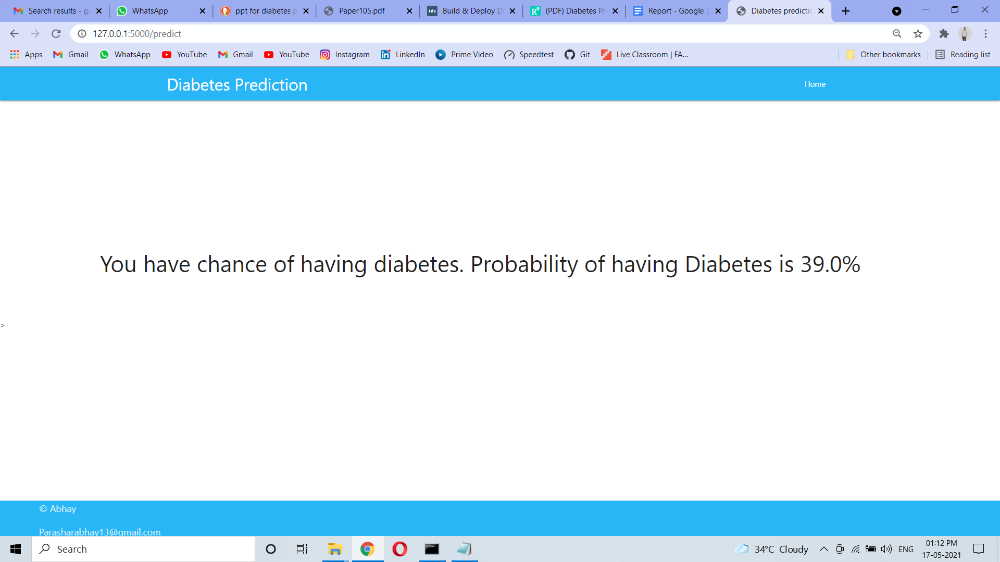 Search results - g
WhatsApp
ppt for diabetes p
Paper105.pdf
tds
Build & Deploy D
RG
(PDF) Diabetes Pr
Report - Google D
Diabetes predictio
127.0.0.1:5000/predict
Apps
Gmail
WhatsApp
YouTube
Gmail
YouTube
Instagram
LinkedIn
Prime Video
Speedtest
Git
Live Classroom | FA...
Other bookmarks
Reading list
Diabetes Prediction
Home
You have chance of having diabetes. Probability of having Diabetes is 39.0%
>
© Abhay
Parasharabhay13@gmail.com
Search
34°C Cloudy
ENG
01:12 PM
17-05-2021